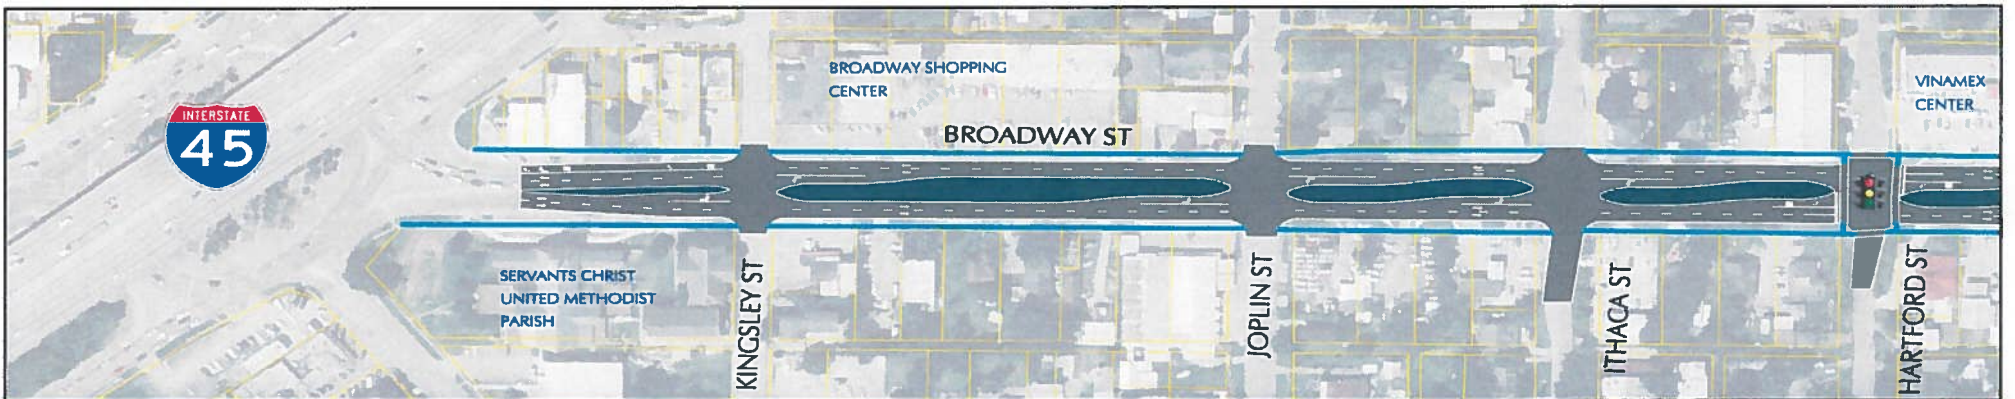 INTERSTATE
45
BROADWAY SHOPPING
CENTER
VINAMEX
CENTER
BROADWAY ST
SERVANTS CHRIST
UNITED METHODIST
PARISH
KINGSLEY ST
JOPLIN ST
ITHACA ST
HARTFORD ST